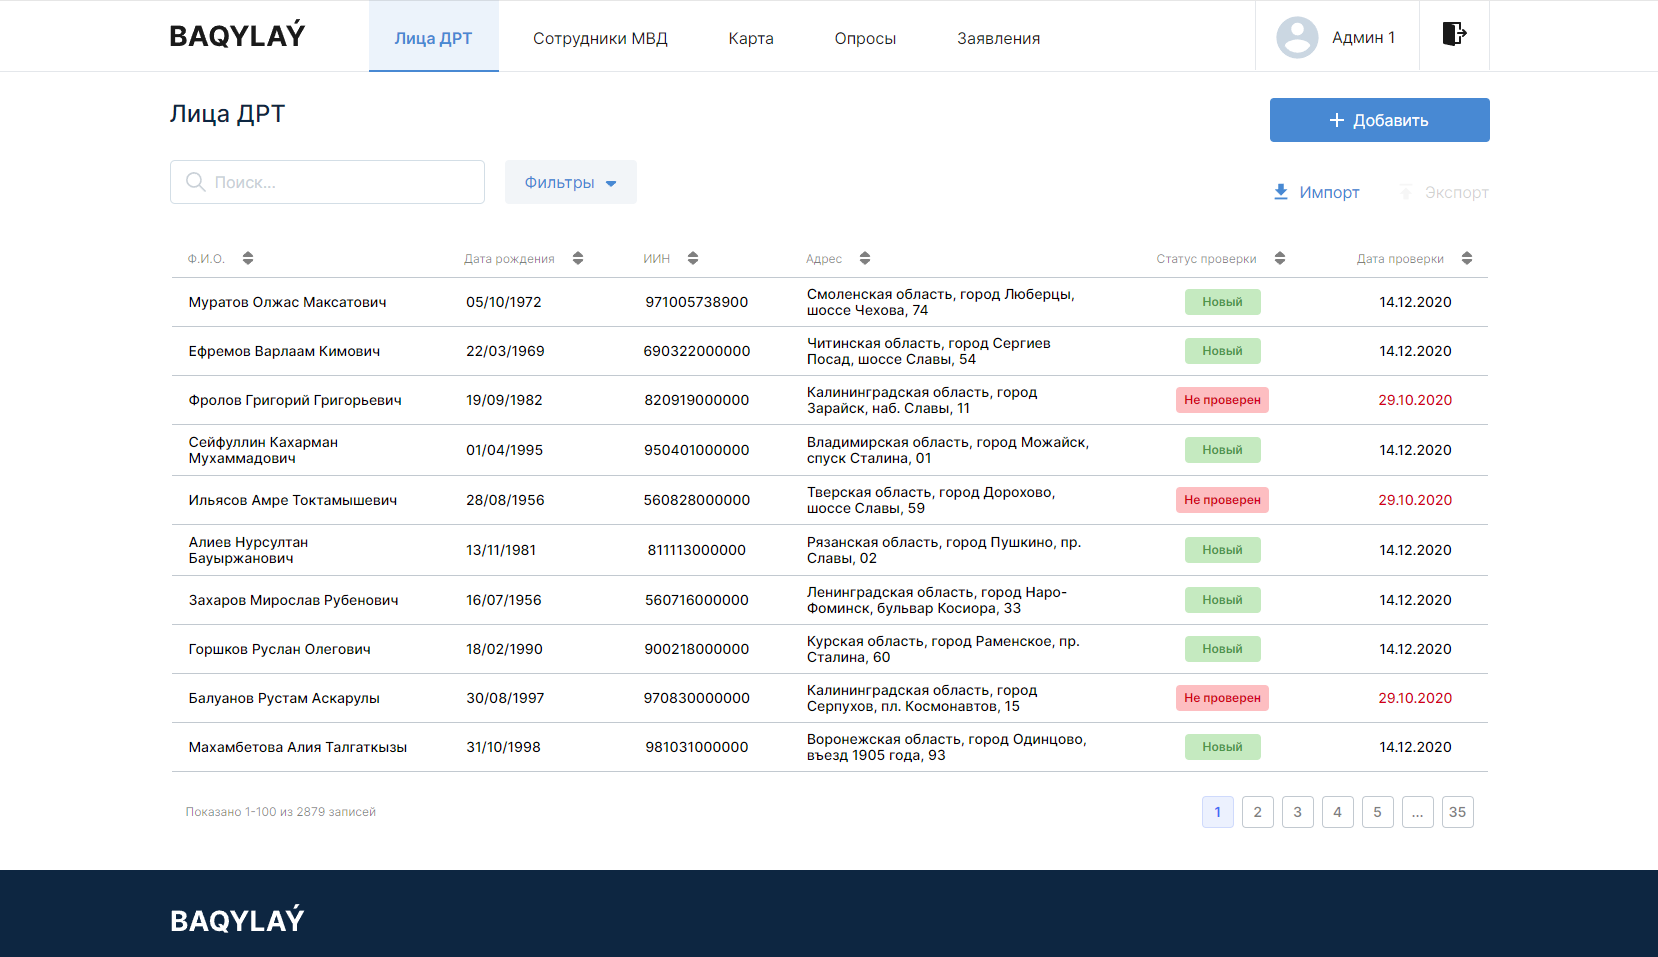 BAQYLAÝ
Лица ДРТ
Сотрудники МВД
Карта
Опросы
Заявления
Админ 1
Лица ДРТ
Добавить
Поиск...
Фильтры
Импорт
Экспорт
Ф.И.О. Дата рождения ИИН Адрес Статус проверки Дата проверки
Муратов Олжас Максатович 05/10/1972 971005738900 Смоленская область, город Люберцы,
шоссе Чехова, 74 Новый 14.12.2020
Ефремов Варлаам Кимович 22/03/1969 690322000000 Читинская область, город Сергиев
Посад, шоссе Славы, 54 Новый 14.12.2020
Фролов Григорий Григорьевич 19/09/1982 820919000000 Калининградская область, город
Зарайск, наб. Славы, 11 Не проверен 29.10.2020
Сейфуллин Кахарман
Мухаммадович 01/04/1995 950401000000 Владимирская область, город Можайск,
спуск Сталина, 01 Новый 14.12.2020
Ильясов Амре Токтамышевич 28/08/1956 560828000000 Тверская область, город Дорохово,
шоссе Славы, 59 Не проверен 29.10.2020
Алиев Нурсултан
Бауыржанович 13/11/1981 811113000000 Рязанская область, город Пушкино, пр.
Славы, 02 Новый 14.12.2020
Захаров Мирослав Рубенович 16/07/1956 560716000000 Ленинградская область, город Наро-
Фоминск, бульвар Косиора, 33 Новый 14.12.2020
Горшков Руслан Олегович 18/02/1990 900218000000 Курская область, город Раменское, пр.
Сталина, 60 Новый 14.12.2020
Балуанов Рустам Аскарулы 30/08/1997 970830000000 Калининградская область, город
Серпухов, пл. Космонавтов, 15 Не проверен 29.10.2020
Махамбетова Алия Талгаткызы 31/10/1998 981031000000 Воронежская область, город Одинцово,
въезд 1905 года, 93 Новый 14.12.2020
Показано 1-100 из 2879 записей
1 2 3 4 5 ... 35
BAQYLAÝ